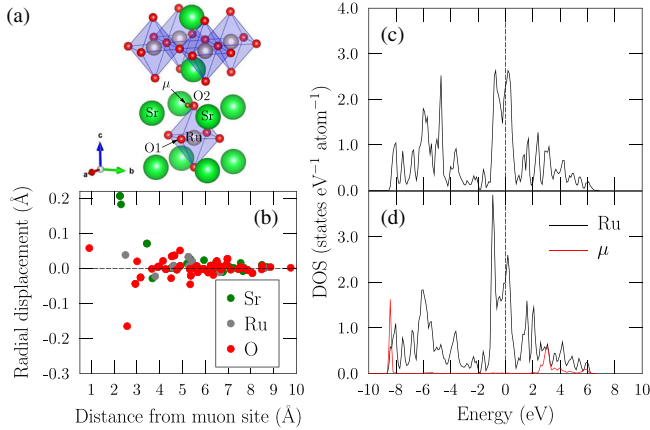 (a)
μ
O2
Sr
Sr
O1
Ru
c
a
b
(b)
Radial displacement (Å)
0.2
0.1
0.0
-0.1
-0.2
-0.3
Sr
Ru
O
1 2 3 4 5 6 7 8 9 10
Distance from muon site (Å)
(c)
4.0
3.0
2.0
1.0
0.0
(d)
Ru
μ
3.0
2.0
1.0
0.0
DOS (states eV⁻¹ atom⁻¹)
-10 -8 -6 -4 -2 0 2 4 6 8 10
Energy (eV)